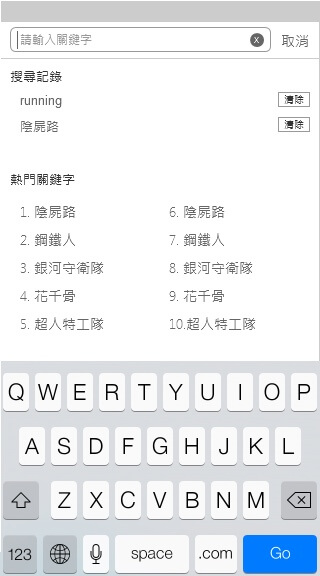 請輸入關鍵字
取消
搜尋記錄
running 清除
陰屍路 清除
熱門關鍵字
1. 陰屍路 6. 陰屍路
2. 鋼鐵人 7. 鋼鐵人
3. 銀河守衛隊 8. 銀河守衛隊
4. 花千骨 9. 花千骨
5. 超人特工隊 10.超人特工隊
Q W E R T Y U I O P
A S D F G H J K L
Z X C V B N M
123 space .com Go